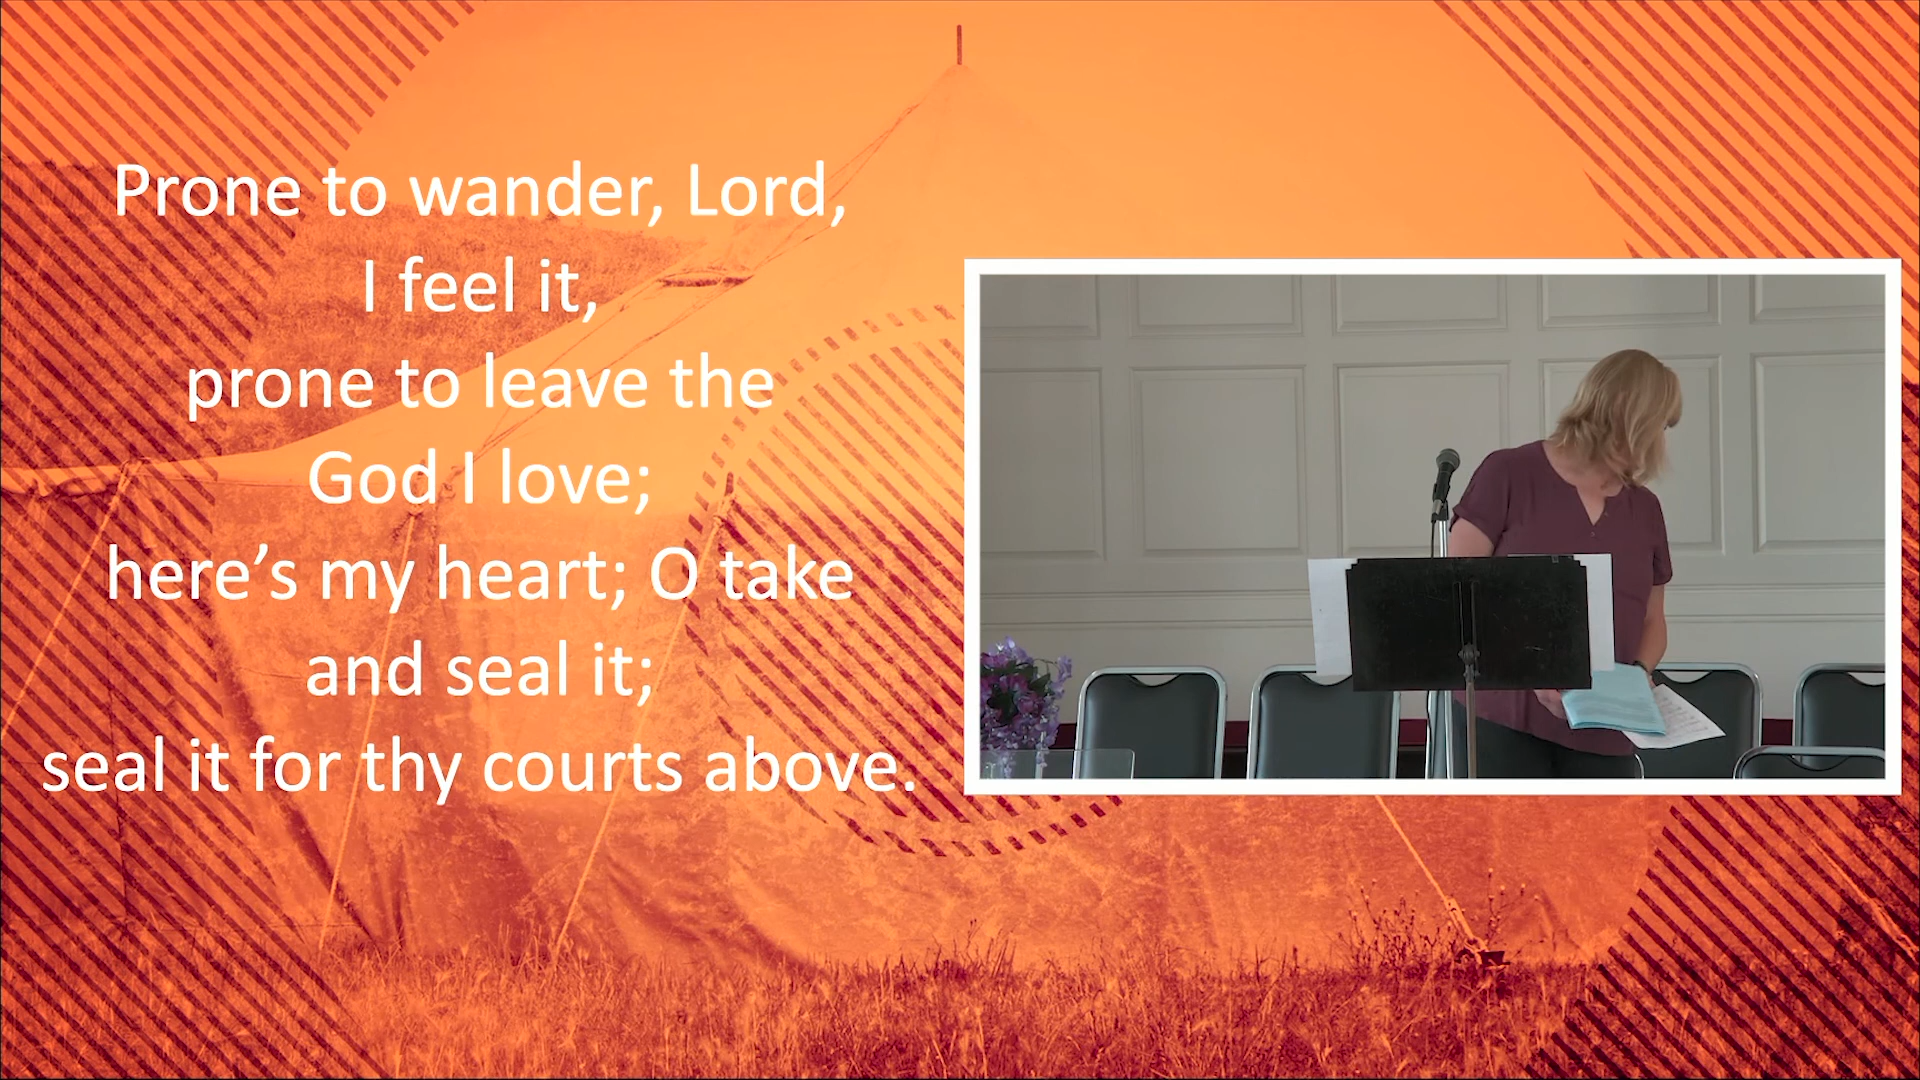 Prone to wander, Lord,
I feel it,
prone to leave the
God I love;
here’s my heart; O take
and seal it;
seal it for thy courts above.